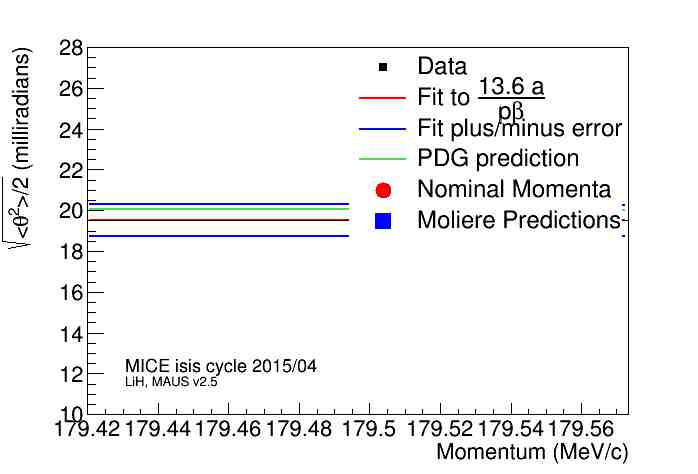 √<θ²>/2 (milliradians)
28
26
24
22
20
18
16
14
12
10
Data
Fit to 13.6 a / pβ
Fit plus/minus error
PDG prediction
Nominal Momenta
Moliere Predictions
MICE isis cycle 2015/04
LiH, MAUS v2.5
179.42 179.44 179.46 179.48 179.5 179.52 179.54 179.56
Momentum (MeV/c)